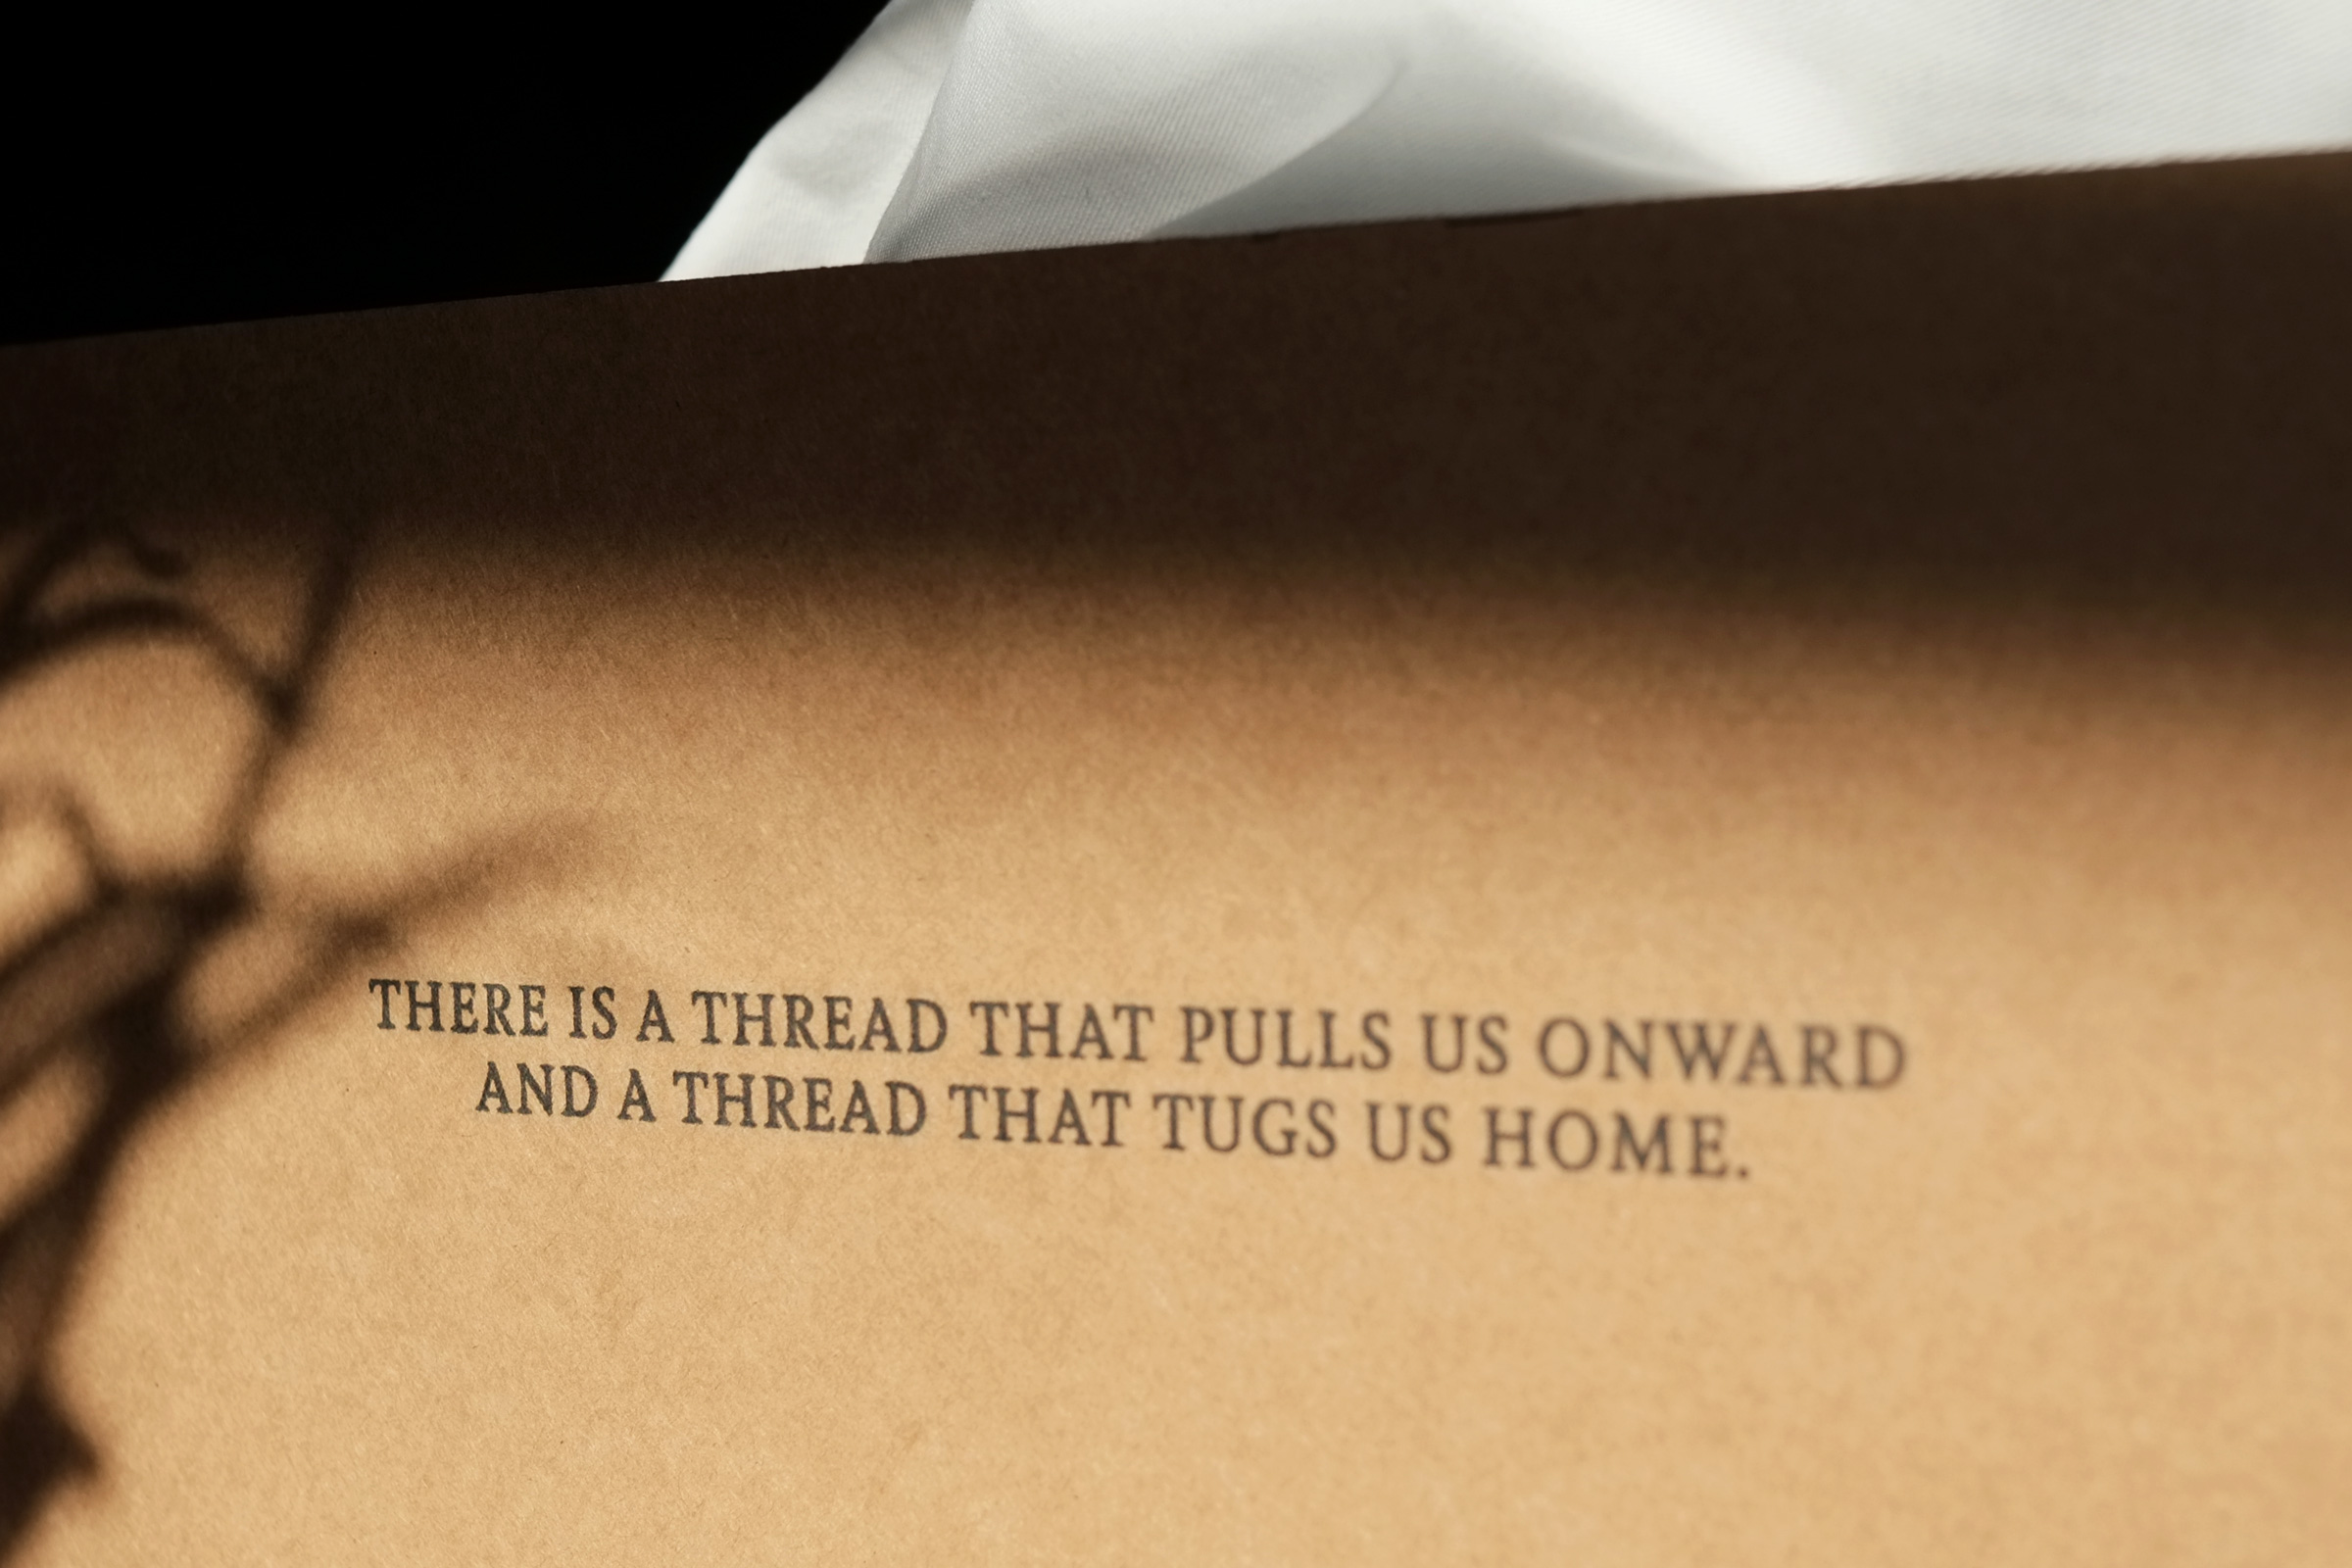 THERE IS A THREAD THAT PULLS US ONWARD
AND A THREAD THAT TUGS US HOME.